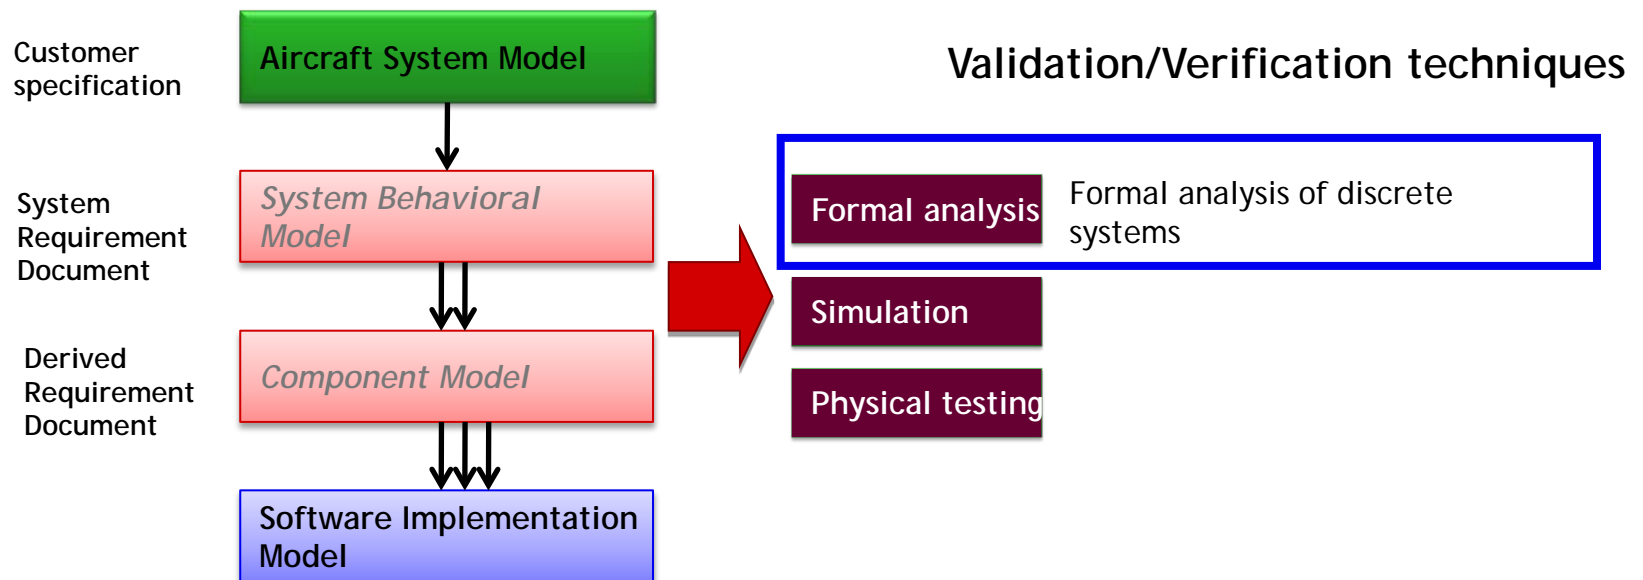 Customer
specification
Aircraft System Model
Validation/Verification techniques
System
Requirement
Document
System Behavioral
Model
Formal analysis
Formal analysis of discrete
systems
Simulation
Derived
Requirement
Document
Component Model
Physical testing
Software Implementation
Model